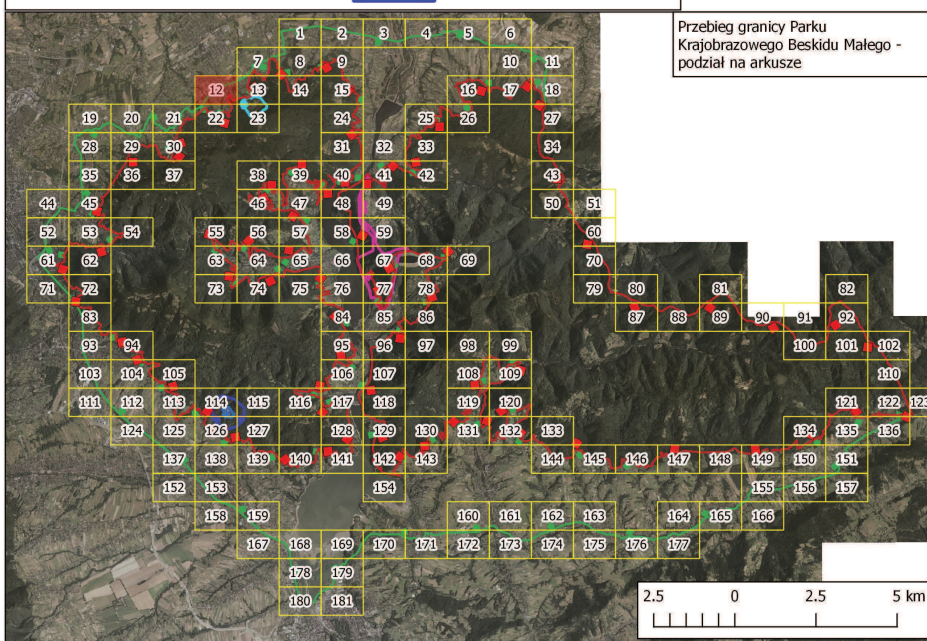 Przebieg granicy Parku
Krajobrazowego Beskidu Małego -
podział na arkusze
1 2 3 4 5 6
7 8 9 10 11
12 13 14 15 16 17 18
19 20 21 22 23 24 25 26 27
28 29 30 31 32 33 34
35 36 37 38 39 40 41 42 43
44 45 46 47 48 49 50 51
52 53 54 55 56 57 58 59 60
61 62 63 64 65 66 67 68 69 70
71 72 73 74 75 76 77 78 79 80 81 82
83 84 85 86 87 88 89 90 91 92
93 94 95 96 97 98 99 100 101 102
103 104 105 106 107 108 109 110
111 112 113 114 115 116 117 118 119 120 121 122 123
124 125 126 127 128 129 130 131 132 133 134 135 136
137 138 139 140 141 142 143 144 145 146 147 148 149 150 151
152 153 154 155 156 157
158 159 160 161 162 163 164 165 166
167 168 169 170 171 172 173 174 175 176 177
178 179
180 181
2.5 0 2.5 5 km